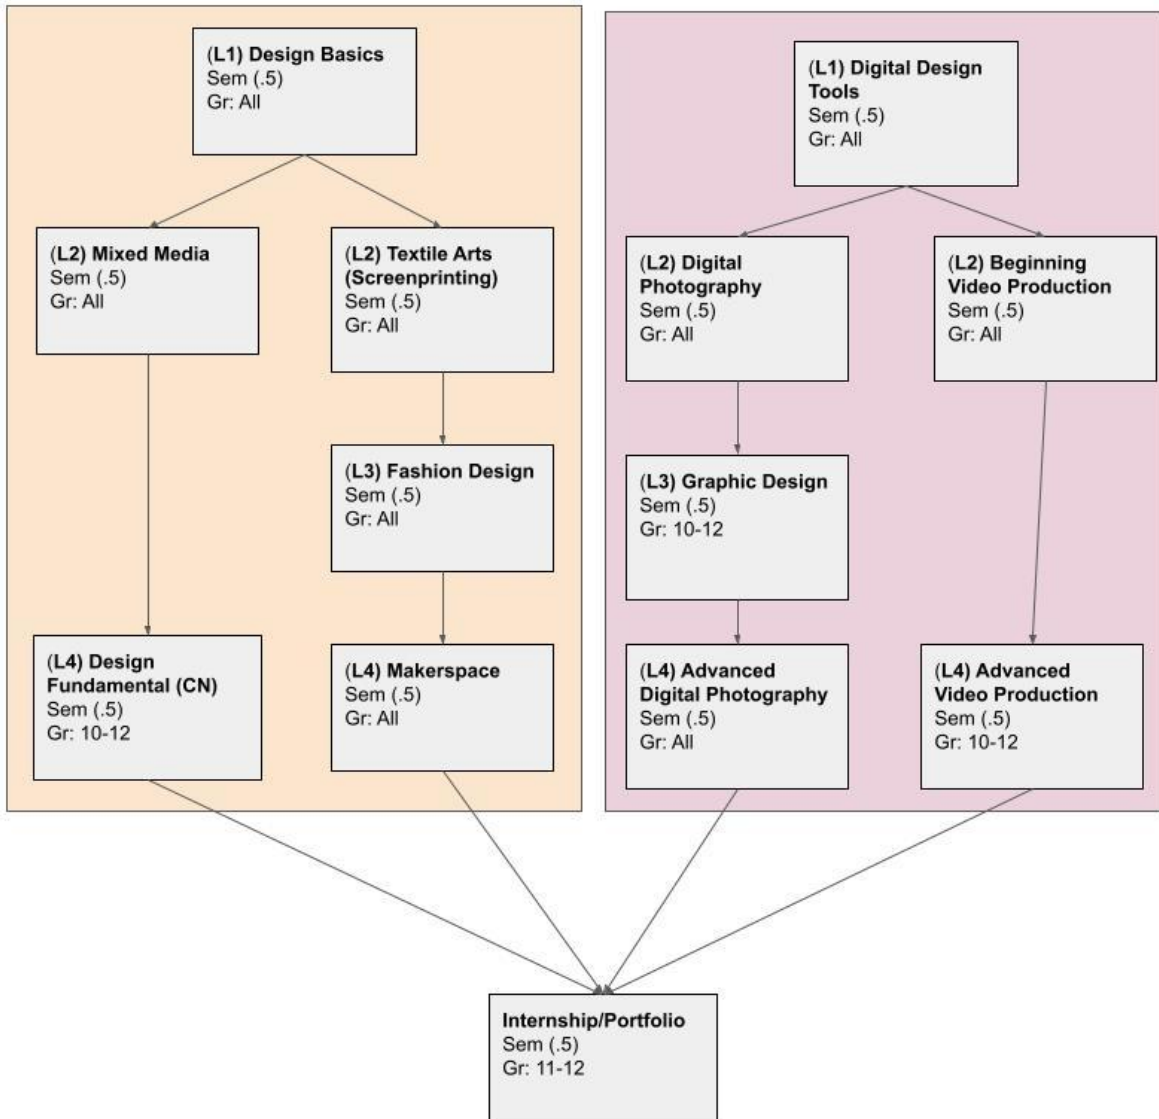 (L1) Design Basics
Sem (.5)
Gr: All
(L2) Mixed Media
Sem (.5)
Gr: All
(L2) Textile Arts
(Screenprinting)
Sem (.5)
Gr: All
(L3) Fashion Design
Sem (.5)
Gr: All
(L4) Design
Fundamental (CN)
Sem (.5)
Gr: 10-12
(L4) Makerspace
Sem (.5)
Gr: All
(L1) Digital Design
Tools
Sem (.5)
Gr: All
(L2) Digital
Photography
Sem (.5)
Gr: All
(L2) Beginning
Video Production
Sem (.5)
Gr: All
(L3) Graphic Design
Sem (.5)
Gr: 10-12
(L4) Advanced
Digital Photography
Sem (.5)
Gr: All
(L4) Advanced
Video Production
Sem (.5)
Gr: 10-12
Internship/Portfolio
Sem (.5)
Gr: 11-12